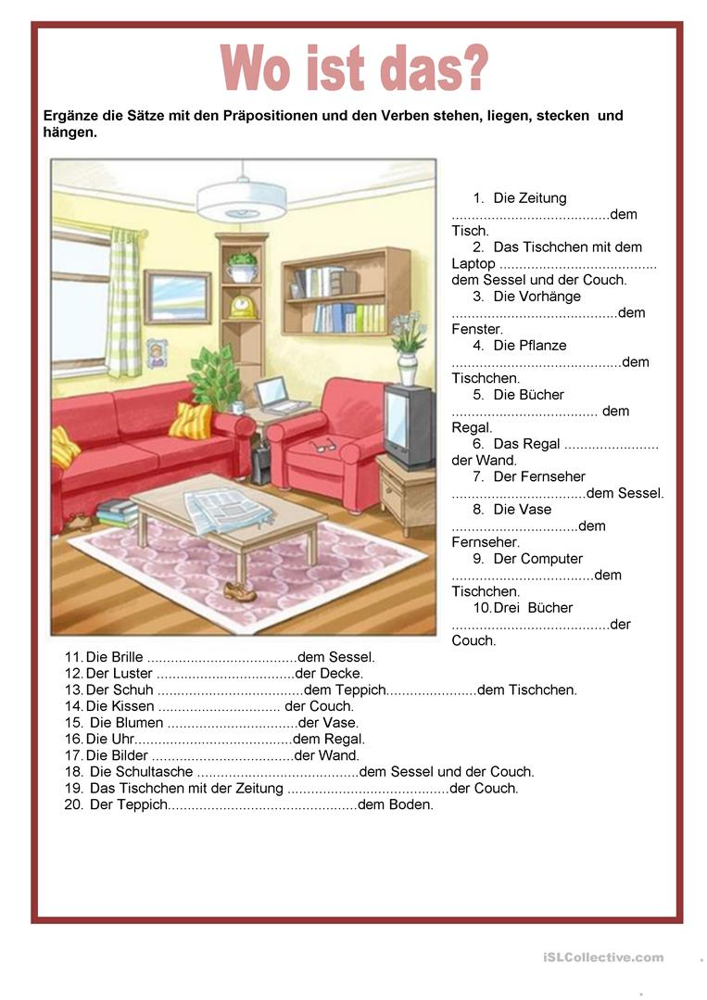 Wo ist das?
Ergänze die Sätze mit den Präpositionen und den Verben stehen, liegen, stecken  und
hängen.
1. Die Zeitung
........................................dem
Tisch.
2. Das Tischchen mit dem
Laptop ........................................
dem Sessel und der Couch.
3. Die Vorhänge
..........................................dem
Fenster.
4. Die Pflanze
...........................................dem
Tischchen.
5. Die Bücher
..................................... dem
Regal.
6. Das Regal ........................
der Wand.
7. Der Fernseher
..................................dem Sessel.
8. Die Vase
................................dem
Fernseher.
9. Der Computer
....................................dem
Tischchen.
10.Drei  Bücher
........................................der
Couch.
11. Die Brille ......................................dem Sessel.
12. Der Luster ...................................der Decke.
13. Der Schuh .....................................dem Teppich.......................dem Tischchen.
14. Die Kissen ............................... der Couch.
15. Die Blumen .................................der Vase.
16. Die Uhr........................................dem Regal.
17. Die Bilder ....................................der Wand.
18. Die Schultasche .........................................dem Sessel und der Couch.
19. Das Tischchen mit der Zeitung .........................................der Couch.
20. Der Teppich................................................dem Boden.
iSLCollective.com